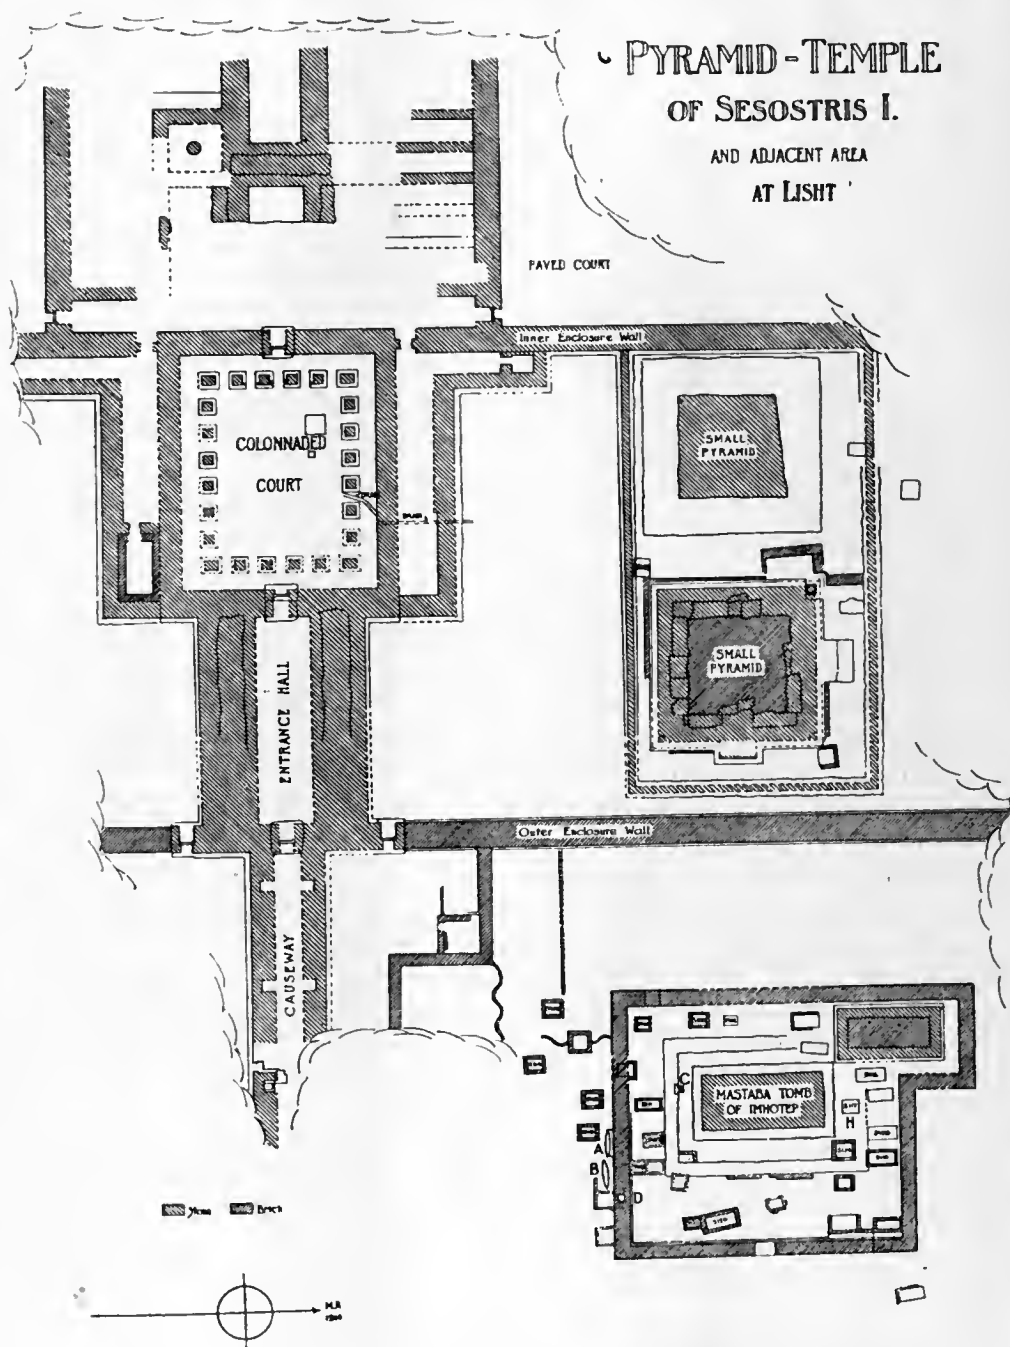 PYRAMID-TEMPLE
OF SESOSTRIS I.
AND ADJACENT AREA
AT LISHT
PAVED COURT
Inner Enclosure Wall
COLONNADED
COURT
SMALL
PYRAMID
SMALL
PYRAMID
ENTRANCE HALL
Outer Enclosure Wall
CAUSEWAY
MASTABA TOMB
OF IMHOTEP
C
H
A
B
D
Stone
Brick